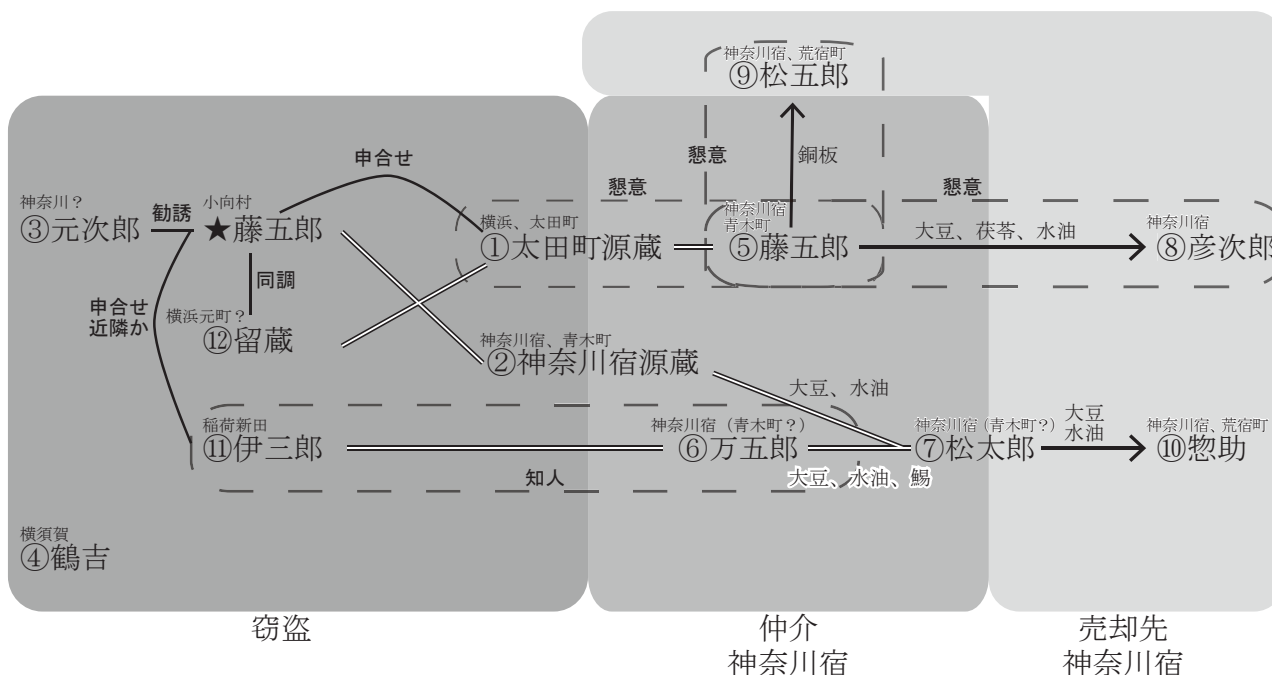 神奈川宿、荒宿町
⑨松五郎
申合せ
懇意
銅板
神奈川？
③元次郎
勧誘
小向村
★藤五郎
懇意
横浜、太田町
①太田町源蔵
神奈川宿
青木町
⑤藤五郎
懇意
大豆、茯苓、水油
神奈川宿
⑧彦次郎
同調
申合せ
近隣か
横浜元町？
⑫留蔵
神奈川宿、青木町
②神奈川宿源蔵
大豆、水油
稲荷新田
⑪伊三郎
神奈川宿（青木町？）
⑥万五郎
神奈川宿（青木町？）
⑦松太郎
大豆
水油
神奈川宿、荒宿町
⑩惣助
知人
大豆、水油、鯣
横須賀
④鶴吉
窃盗
仲介
神奈川宿
売却先
神奈川宿